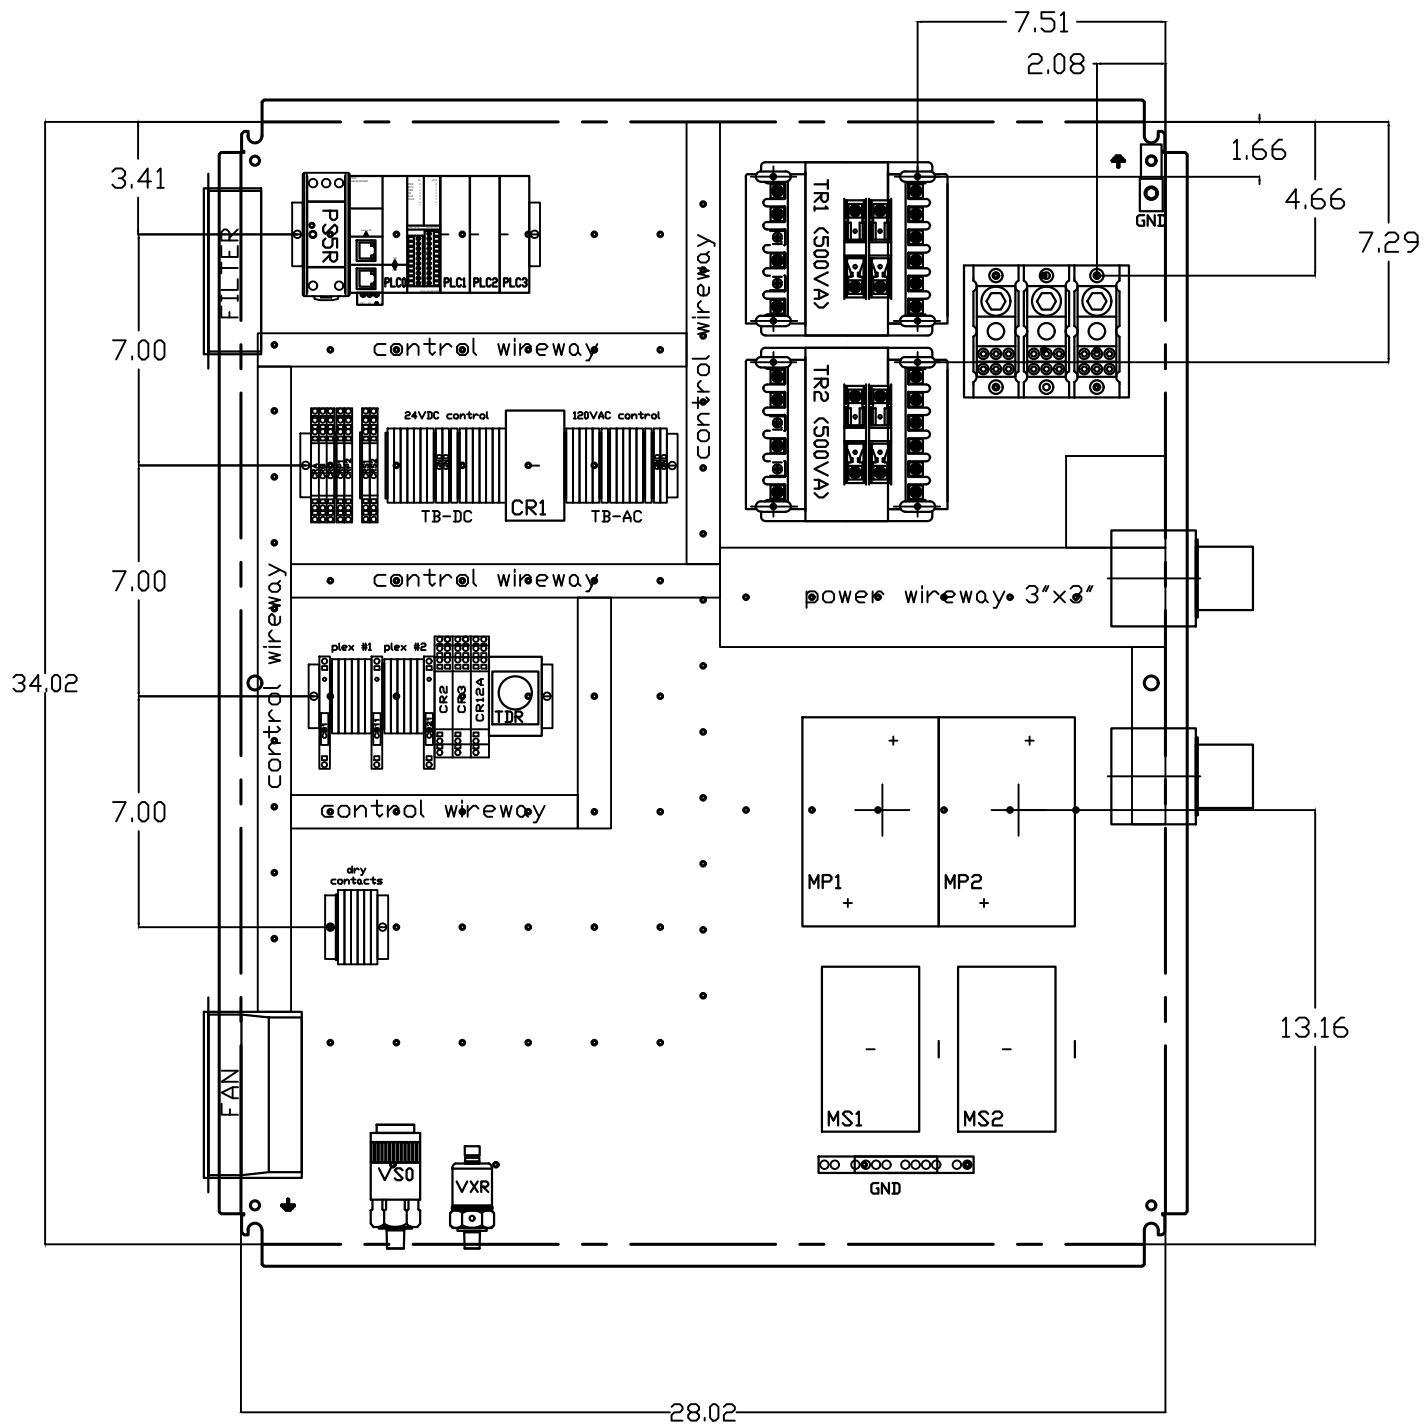 7.51
2.08
1.66
3.41
4.66
7.29
FILTER
PS5R
PLC0
PLC1
PLC2
PLC3
control wireway
TR1 (500VA)
GND
7.00
control wireway
TR2 (500VA)
24VDC control
120VAC control
TB-DC
CR1
TB-AC
7.00
control wireway
control wireway
power wireway 3"x3"
plex #1
plex #2
CR2
CR3
CR12A
TDR
34.02
7.00
control wireway
MP1
MP2
dry
contacts
13.16
FAN
MS1
MS2
VSO
VXR
GND
28.02